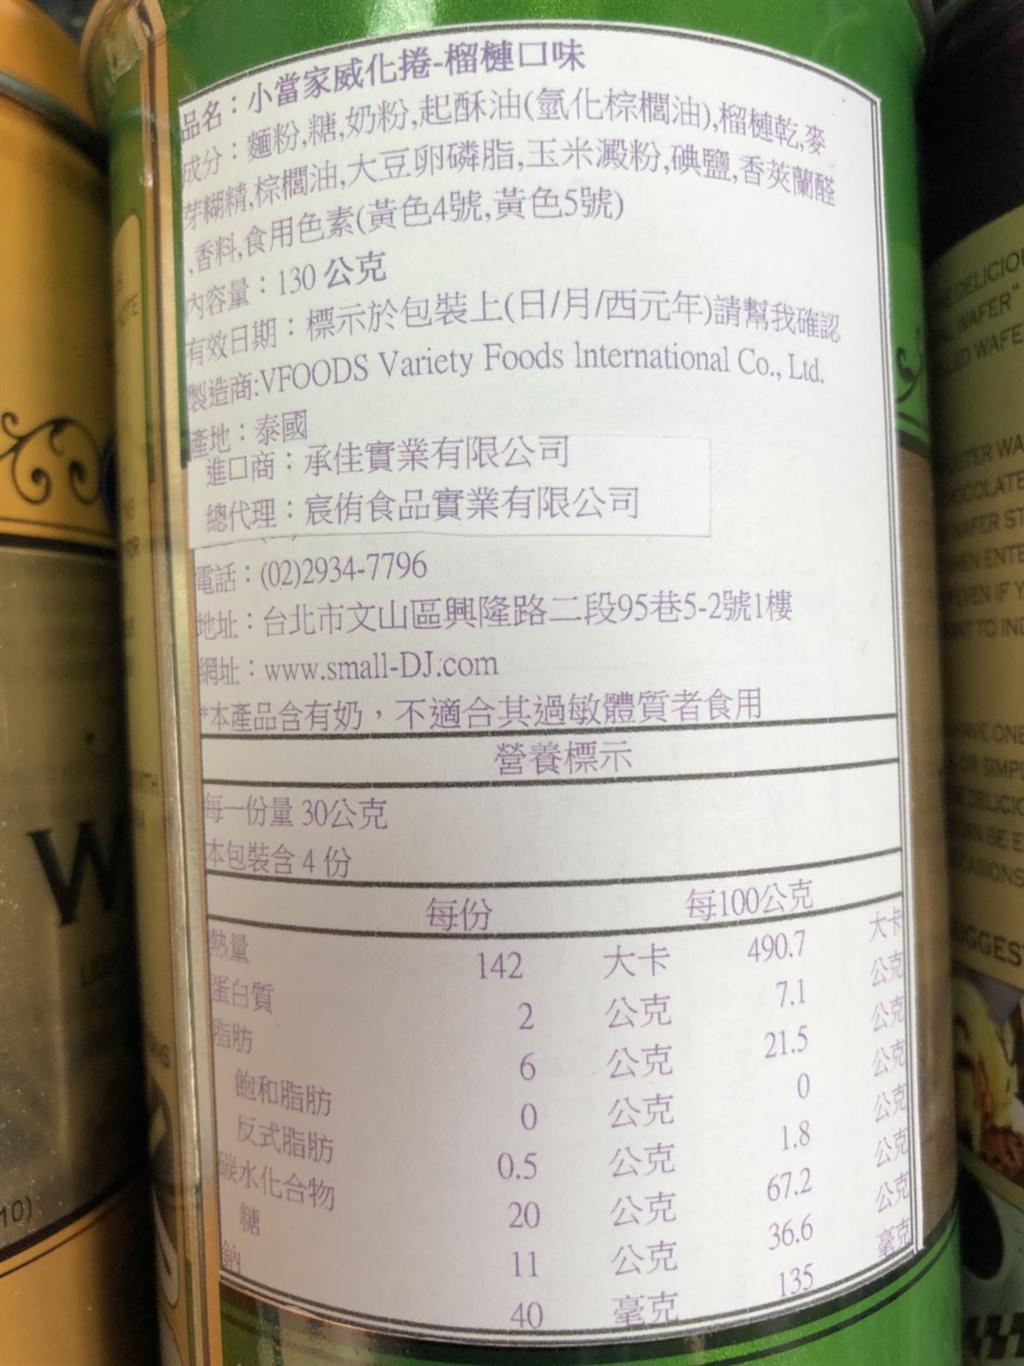 品名：小當家威化捲-榴槤口味
成分：麵粉,糖,奶粉,起酥油(氫化棕櫚油),榴槤乾,麥
芽糊精,棕櫚油,大豆卵磷脂,玉米澱粉,碘鹽,香莢蘭醛
,香料,食用色素(黃色4號,黃色5號)
內容量：130 公克
有效日期：標示於包裝上(日/月/西元年)請幫我確認
製造商:VFOODS Variety Foods International Co., Ltd.
產地：泰國
進口商：承佳實業有限公司
總代理：宸侑食品實業有限公司
電話：(02)2934-7796
地址：台北市文山區興隆路二段95巷5-2號1樓
網址：www.small-DJ.com
*本產品含有奶，不適合其過敏體質者食用
營養標示
每一份量 30公克
本包裝含 4 份
每份 每100公克
熱量 142 大卡 490.7 大卡
蛋白質 2 公克 7.1 公克
脂肪 6 公克 21.5 公克
飽和脂肪 0 公克 0 公克
反式脂肪 0.5 公克 1.8 公克
碳水化合物 20 公克 67.2 公克
糖 11 公克 36.6 公克
鈉 40 毫克 135 毫克
W
10)
DELICIOU
WAFER"
WAFE
OUTER WA
WAFER ST
EVEN IF Y
HAVE ONE
OR SIMPL